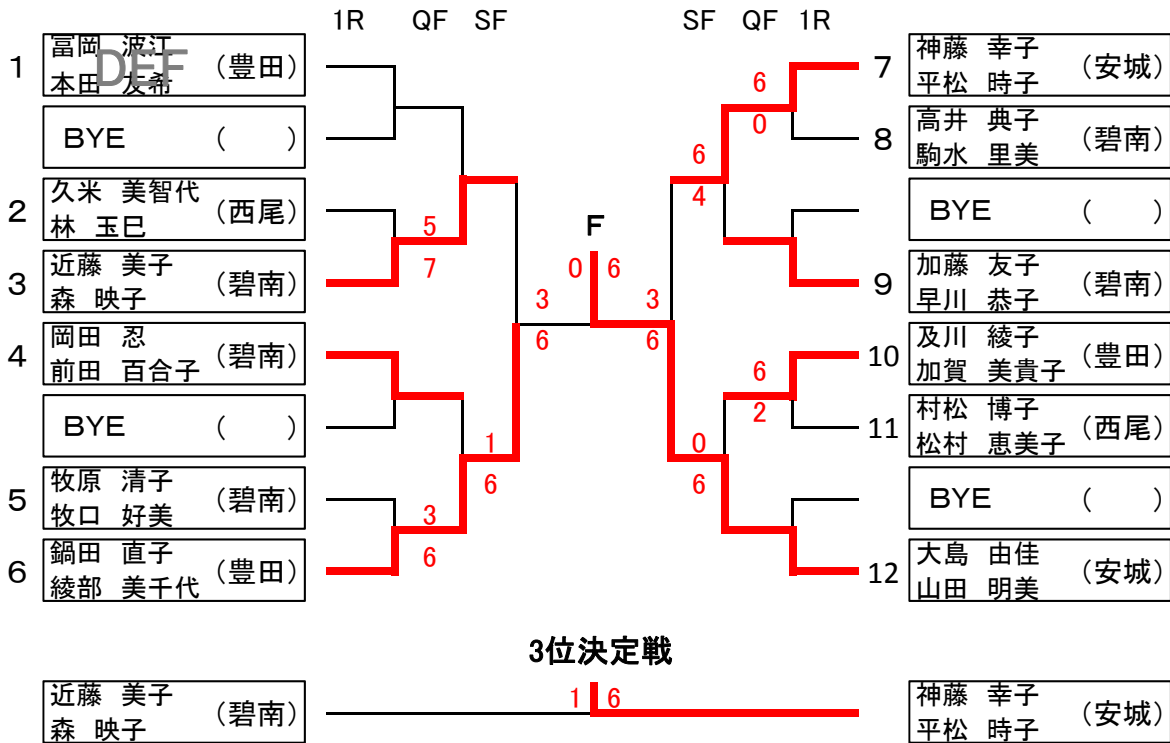 1R QF SF SF QF 1R
1 冨岡 波江
本田 友希 (豊田)
DEF
BYE ( )
2 久米 美智代
林 玉巳 (西尾)
3 近藤 美子
森 映子 (碧南)
4 岡田 忍
前田 百合子 (碧南)
BYE ( )
5 牧原 清子
牧口 好美 (碧南)
6 鍋田 直子
綾部 美千代 (豊田)
5
7
3
6
1
6
3
6
F
0 6
3
6
6
4
0
6
6
0
6
2
7 神藤 幸子
平松 時子 (安城)
8 高井 典子
駒水 里美 (碧南)
BYE ( )
9 加藤 友子
早川 恭子 (碧南)
10 及川 綾子
加賀 美貴子 (豊田)
11 村松 博子
松村 恵美子 (西尾)
BYE ( )
12 大島 由佳
山田 明美 (安城)
3位決定戦
近藤 美子
森 映子 (碧南)
1 6
神藤 幸子
平松 時子 (安城)